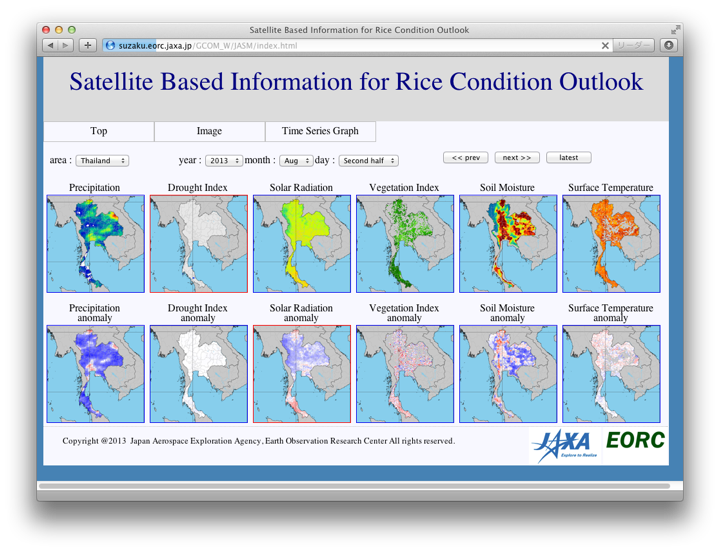 Satellite Based Information for Rice Condition Outlook
suzaku.eorc.jaxa.jp/GCOM_W/JASM/index.html
リーダー
Satellite Based Information for Rice Condition Outlook
Top Image Time Series Graph
area : Thailand year : 2013 month : Aug day : Second half << prev next >> latest
Precipitation Drought Index Solar Radiation Vegetation Index Soil Moisture Surface Temperature
Precipitation anomaly Drought Index anomaly Solar Radiation anomaly Vegetation Index anomaly Soil Moisture anomaly Surface Temperature anomaly
Copyright @2013 Japan Aerospace Exploration Agency, Earth Observation Research Center All rights reserved.
JAXA
Explore to Realize
EORC